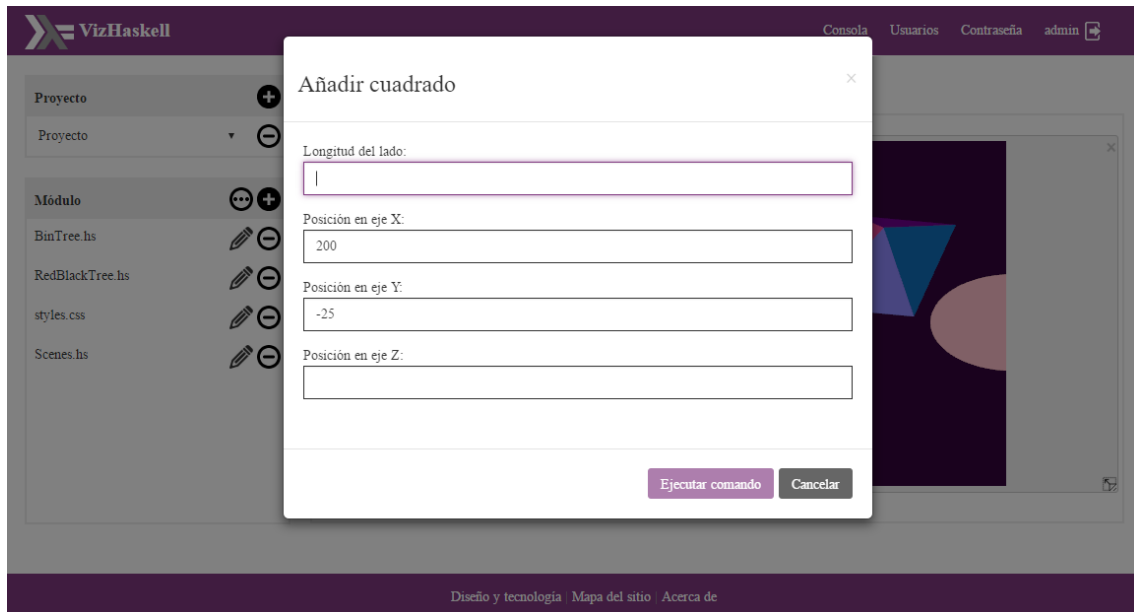 VizHaskell
Consola Usuarios Contraseña admin
Proyecto
Proyecto
Módulo
BinTree.hs
RedBlackTree.hs
styles.css
Scenes.hs
Añadir cuadrado
Longitud del lado:
Posición en eje X:
200
Posición en eje Y:
-25
Posición en eje Z:
Ejecutar comando Cancelar
Diseño y tecnología | Mapa del sitio | Acerca de